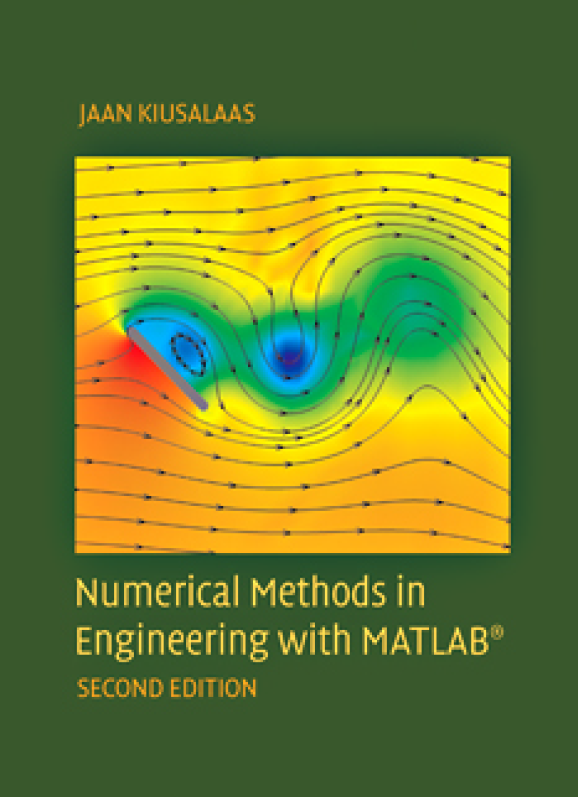 JAAN KIUSALAAS
Numerical Methods in
Engineering with MATLAB®
SECOND EDITION